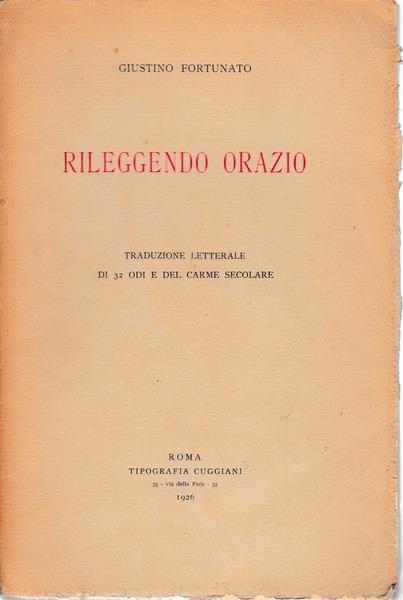 GIUSTINO FORTUNATO
RILEGGENDO ORAZIO
TRADUZIONE LETTERALE
DI 32 ODI E DEL CARME SECOLARE
ROMA
TIPOGRAFIA CUGGIANI
35 - via della Pace - 35
1926